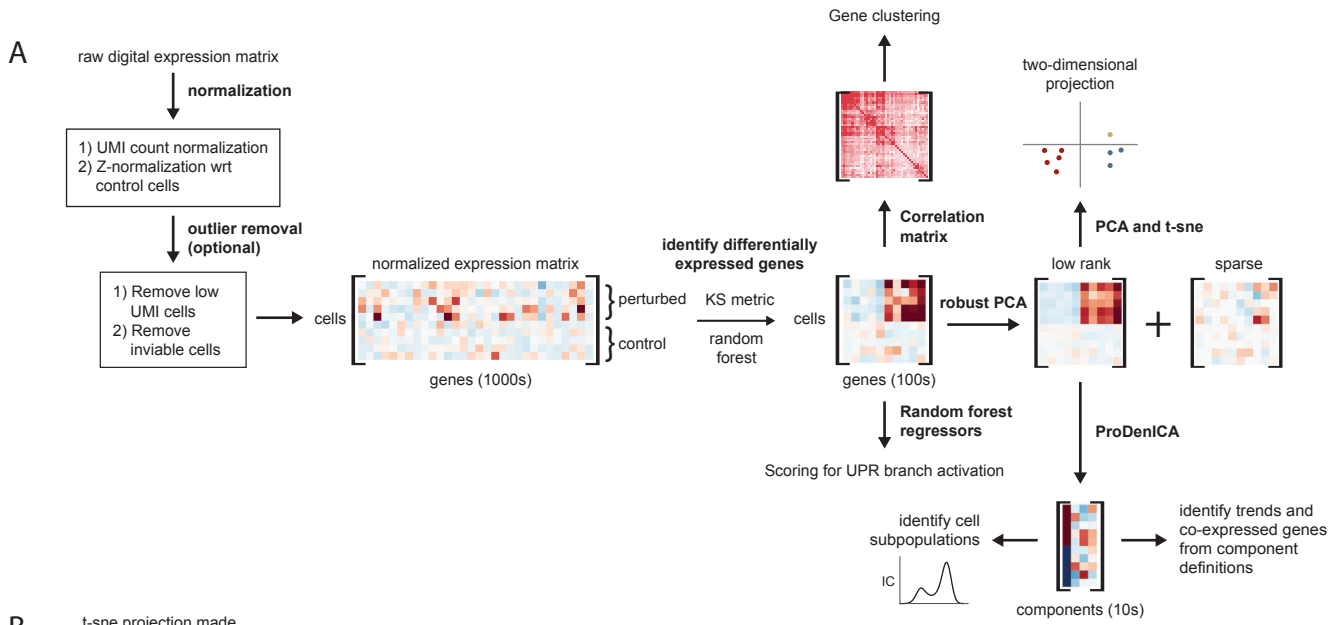 A
raw digital expression matrix
normalization
1) UMI count normalization
2) Z-normalization wrt
control cells
outlier removal
(optional)
1) Remove low
UMI cells
2) Remove
inviable cells
normalized expression matrix
cells
perturbed
control
genes (1000s)
identify differentially
expressed genes
KS metric
random
forest
Gene clustering
Correlation
matrix
cells
genes (100s)
robust PCA
Random forest
regressors
Scoring for UPR branch activation
two-dimensional
projection
PCA and t-sne
low rank
+
sparse
ProDenICA
identify cell
subpopulations
IC
components (10s)
identify trends and
co-expressed genes
from component
definitions
t-sne projection made